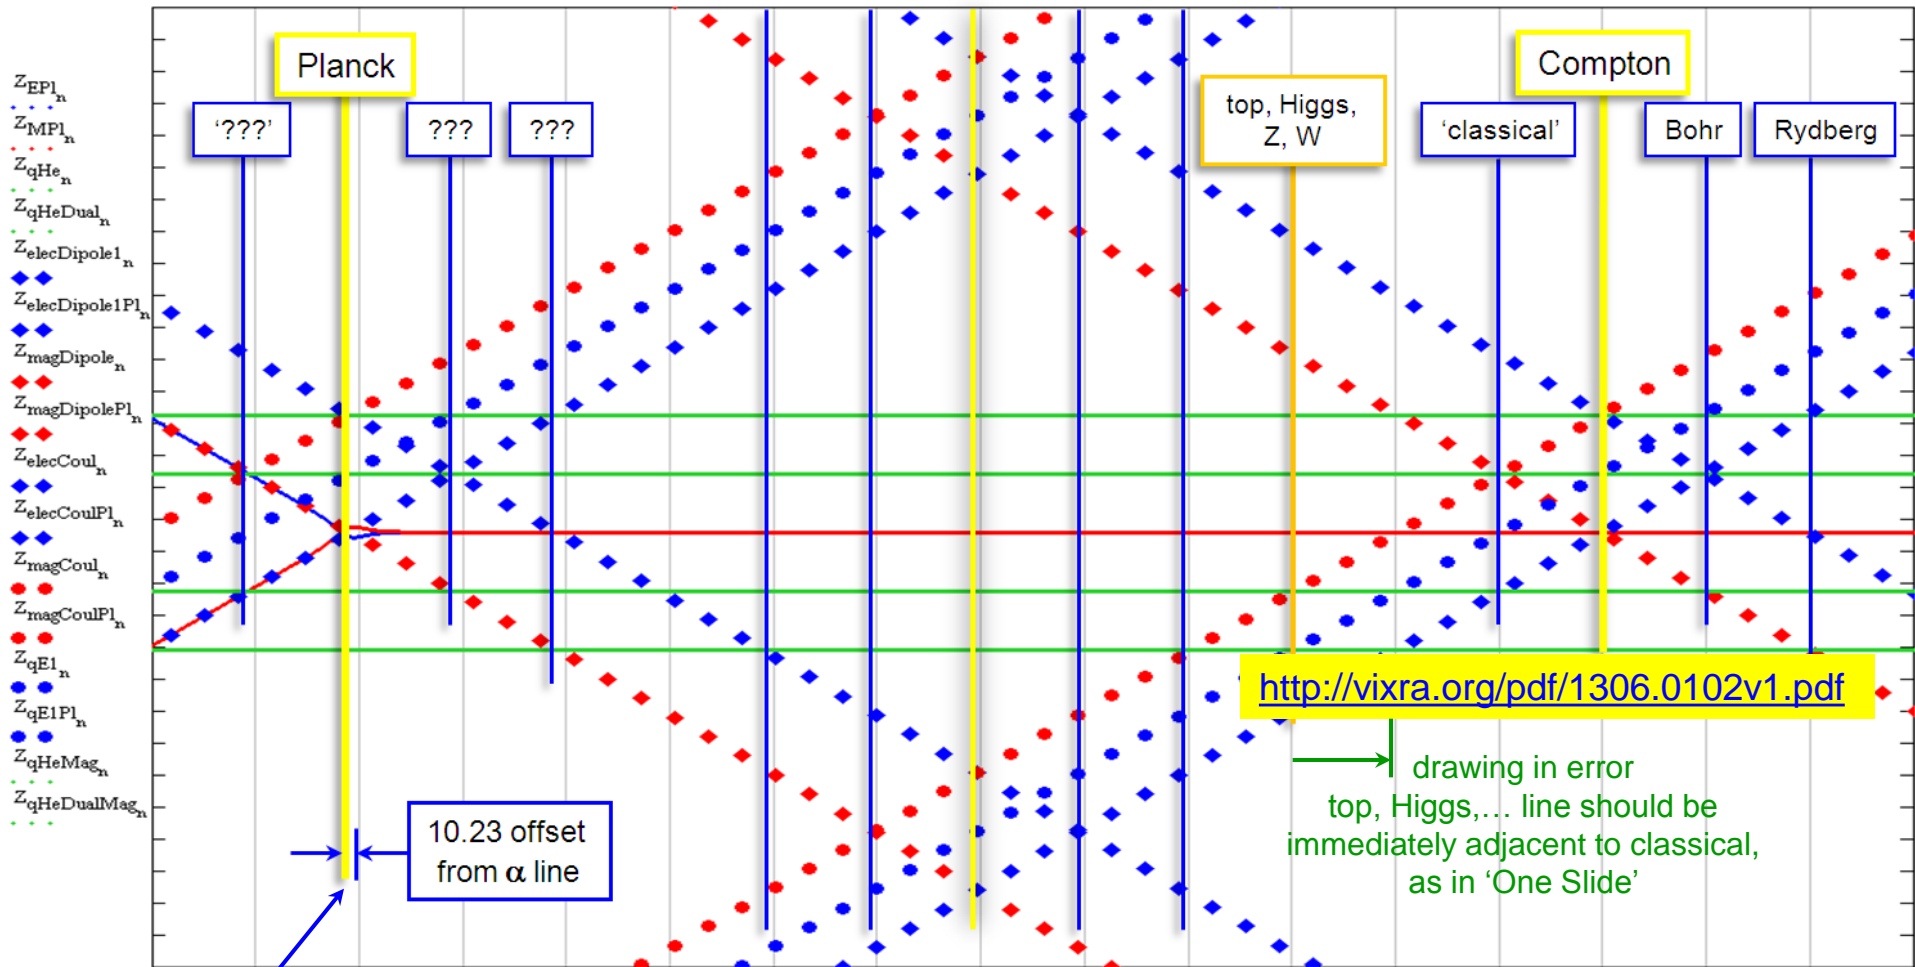 Z_EPl_n
Z_MPl_n
Z_qHe_n
Z_qHeDual_n
Z_elecDipole1_n
Z_elecDipole1Pl_n
Z_magDipole_n
Z_magDipolePl_n
Z_elecCoul_n
Z_elecCoulPl_n
Z_magCoul_n
Z_magCoulPl_n
Z_qE1_n
Z_qE1Pl_n
Z_qHeMag_n
Z_qHeDualMag_n
Planck
‘???’
???
???
top, Higgs,
Z, W
Compton
‘classical’
Bohr
Rydberg
http://vixra.org/pdf/1306.0102v1.pdf
drawing in error
top, Higgs,… line should be
immediately adjacent to classical,
as in ‘One Slide’
10.23 offset
from α line